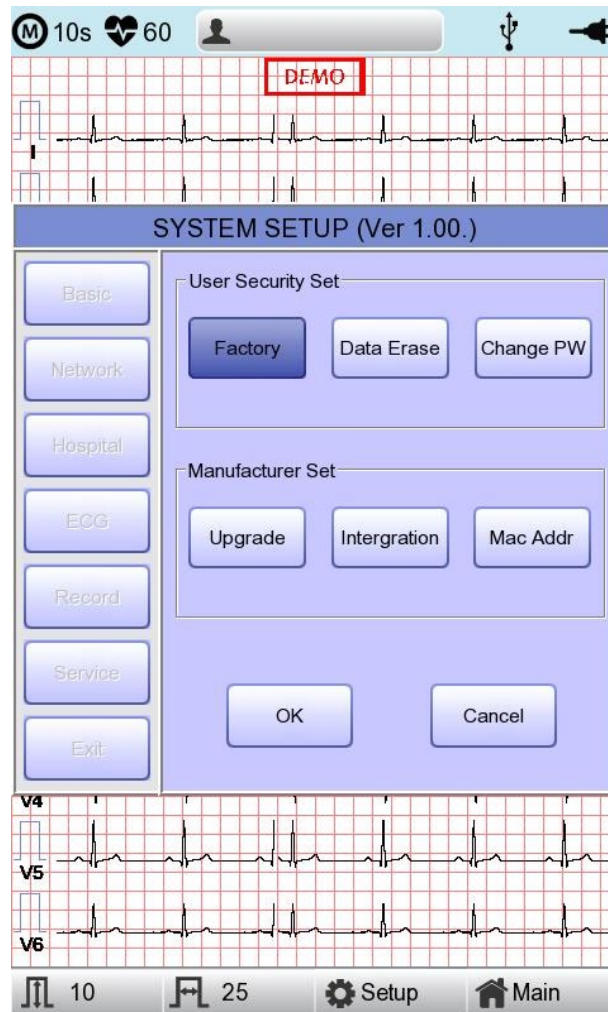 M 10s 60
DEMO
I
SYSTEM SETUP (Ver 1.00.)
Basic
Network
Hospital
ECG
Record
Service
Exit
User Security Set
Factory Data Erase Change PW
Manufacturer Set
Upgrade Intergration Mac Addr
OK Cancel
V4
V5
V6
10 25 Setup Main